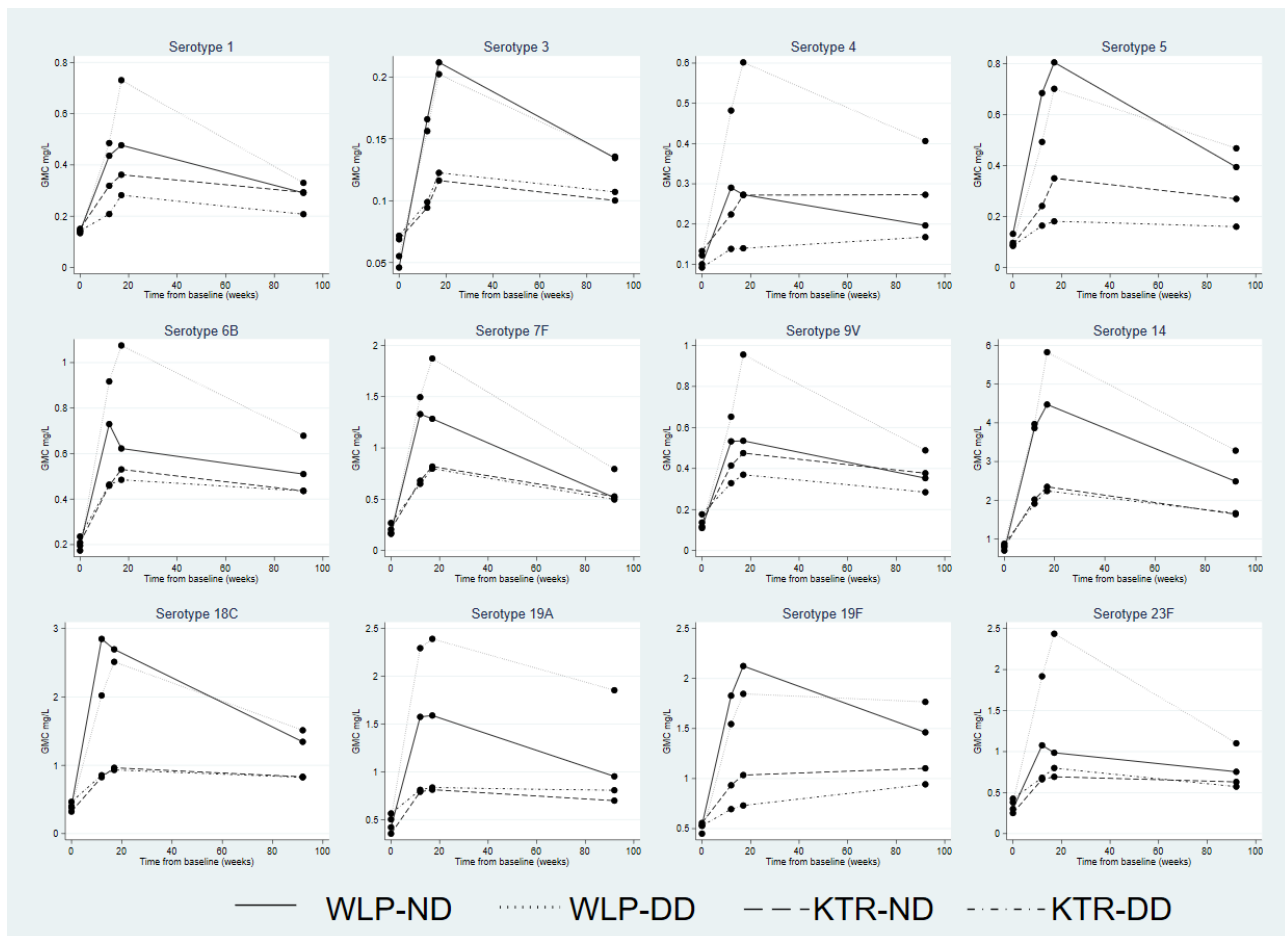 Serotype 1
GMC mg/L
0.8
0.6
0.4
0.2
0
0 20 40 60 80 100
Time from baseline (weeks)
Serotype 3
GMC mg/L
0.2
0.15
0.1
0.05
0 20 40 60 80 100
Time from baseline (weeks)
Serotype 4
GMC mg/L
0.6
0.5
0.4
0.3
0.2
0.1
0 20 40 60 80 100
Time from baseline (weeks)
Serotype 5
GMC mg/L
0.8
0.6
0.4
0.2
0
0 20 40 60 80 100
Time from baseline (weeks)
Serotype 6B
GMC mg/L
1
0.8
0.6
0.4
0.2
0 20 40 60 80 100
Time from baseline (weeks)
Serotype 7F
GMC mg/L
2
1.5
1
0.5
0
0 20 40 60 80 100
Time from baseline (weeks)
Serotype 9V
GMC mg/L
1
0.8
0.6
0.4
0.2
0
0 20 40 60 80 100
Time from baseline (weeks)
Serotype 14
GMC mg/L
6
5
4
3
2
1
0 20 40 60 80 100
Time from baseline (weeks)
Serotype 18C
GMC mg/L
3
2
1
0
0 20 40 60 80 100
Time from baseline (weeks)
Serotype 19A
GMC mg/L
2.5
2
1.5
1
0.5
0 20 40 60 80 100
Time from baseline (weeks)
Serotype 19F
GMC mg/L
2.5
2
1.5
1
0.5
0 20 40 60 80 100
Time from baseline (weeks)
Serotype 23F
GMC mg/L
2.5
2
1.5
1
0.5
0
0 20 40 60 80 100
Time from baseline (weeks)
WLP-ND WLP-DD KTR-ND KTR-DD